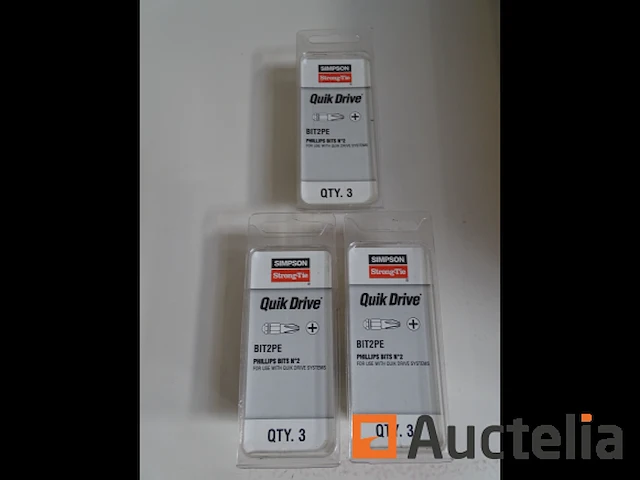 SIMPSON
Strong-Tie
Quik Drive
BIT2PE
PHILLIPS BITS N°2
FOR USE WITH QUIK DRIVE SYSTEMS
QTY. 3
SIMPSON
Strong-Tie
Quik Drive
BIT2PE
PHILLIPS BITS N°2
FOR USE WITH QUIK DRIVE SYSTEMS
QTY. 3
SIMPSON
Strong-Tie
Quik Drive
BIT2PE
PHILLIPS BITS N°2
FOR USE WITH QUIK DRIVE SYSTEMS
QTY. 3
Auctelia